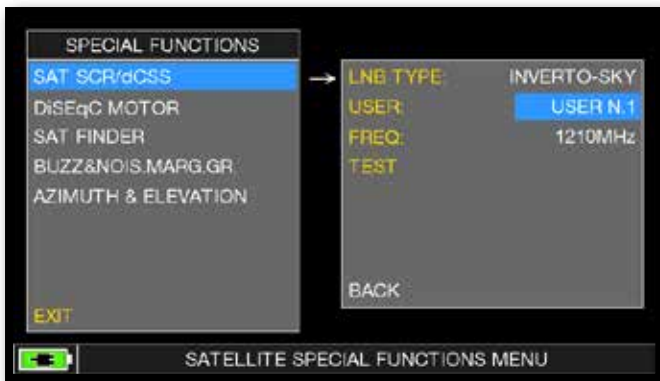 SPECIAL FUNCTIONS
SAT SCR/dCSS
DiSEqC MOTOR
SAT FINDER
BUZZ&NOIS.MARG.GR.
AZIMUTH & ELEVATION
EXIT
→ LNB TYPE: INVERTO-SKY
USER: USER N.1
FREQ: 1210MHz
TEST
BACK
SATELLITE SPECIAL FUNCTIONS MENU